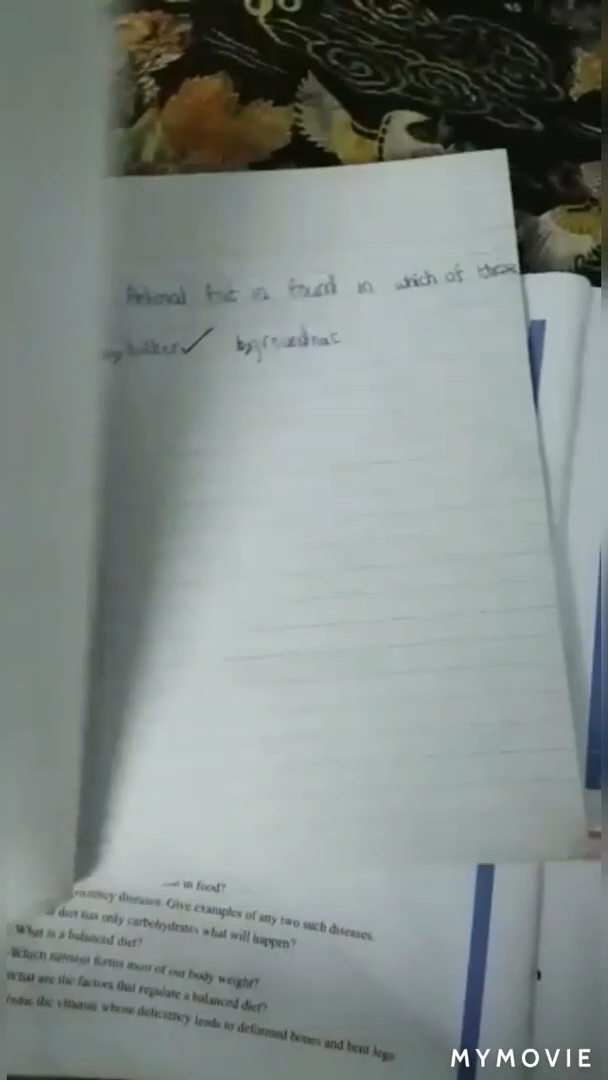 Animal fat is found in which of these
a) butter ✓ b) groundnut
in food?
diseases. Give examples of any two such diseases.
diet has only carbohydrates what will happen?
What is a balanced diet?
Which nutrient forms most of our body weight?
What are the factors that regulate a balanced diet?
the vitamin whose deficiency leads to deformed bones and bent legs
MYMOVIE